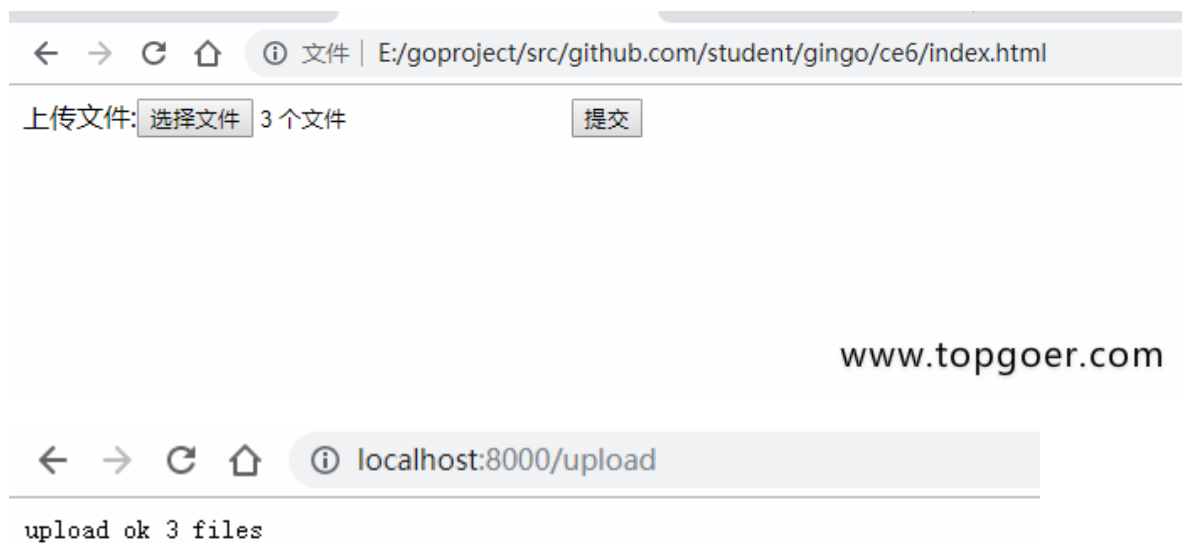 文件 | E:/goproject/src/github.com/student/gingo/ce6/index.html
上传文件: 选择文件 3 个文件 提交
www.topgoer.com
localhost:8000/upload
upload ok 3 files